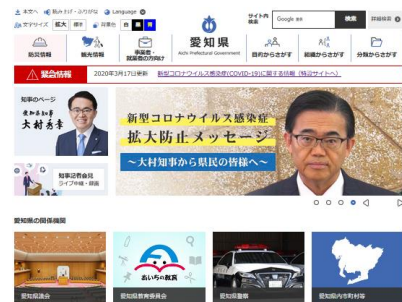 本文へ
読み上げ・ふりがな
Language
サイト内
検索
Google
検索
詳細検索
文字サイズ
拡大
標準
背景色
白
黒
青
愛知県
Aichi Prefectural Government
防災情報
観光情報
事業者・
就業者の方向け
目的からさがす
組織からさがす
分類からさがす
緊急情報
2020年3月17日更新
新型コロナウイルス感染症(COVID-19)に関する情報(特設サイトへ)
知事のページ
愛知県知事
大村秀章
知事記者会見
ライブ中継・録画
新型コロナウイルス感染症
拡大防止メッセージ
~大村知事から県民の皆様へ~
愛知県の関係機関
あいちの教育
愛知県議会
愛知県教育委員会
愛知県警察
愛知県内市町村等